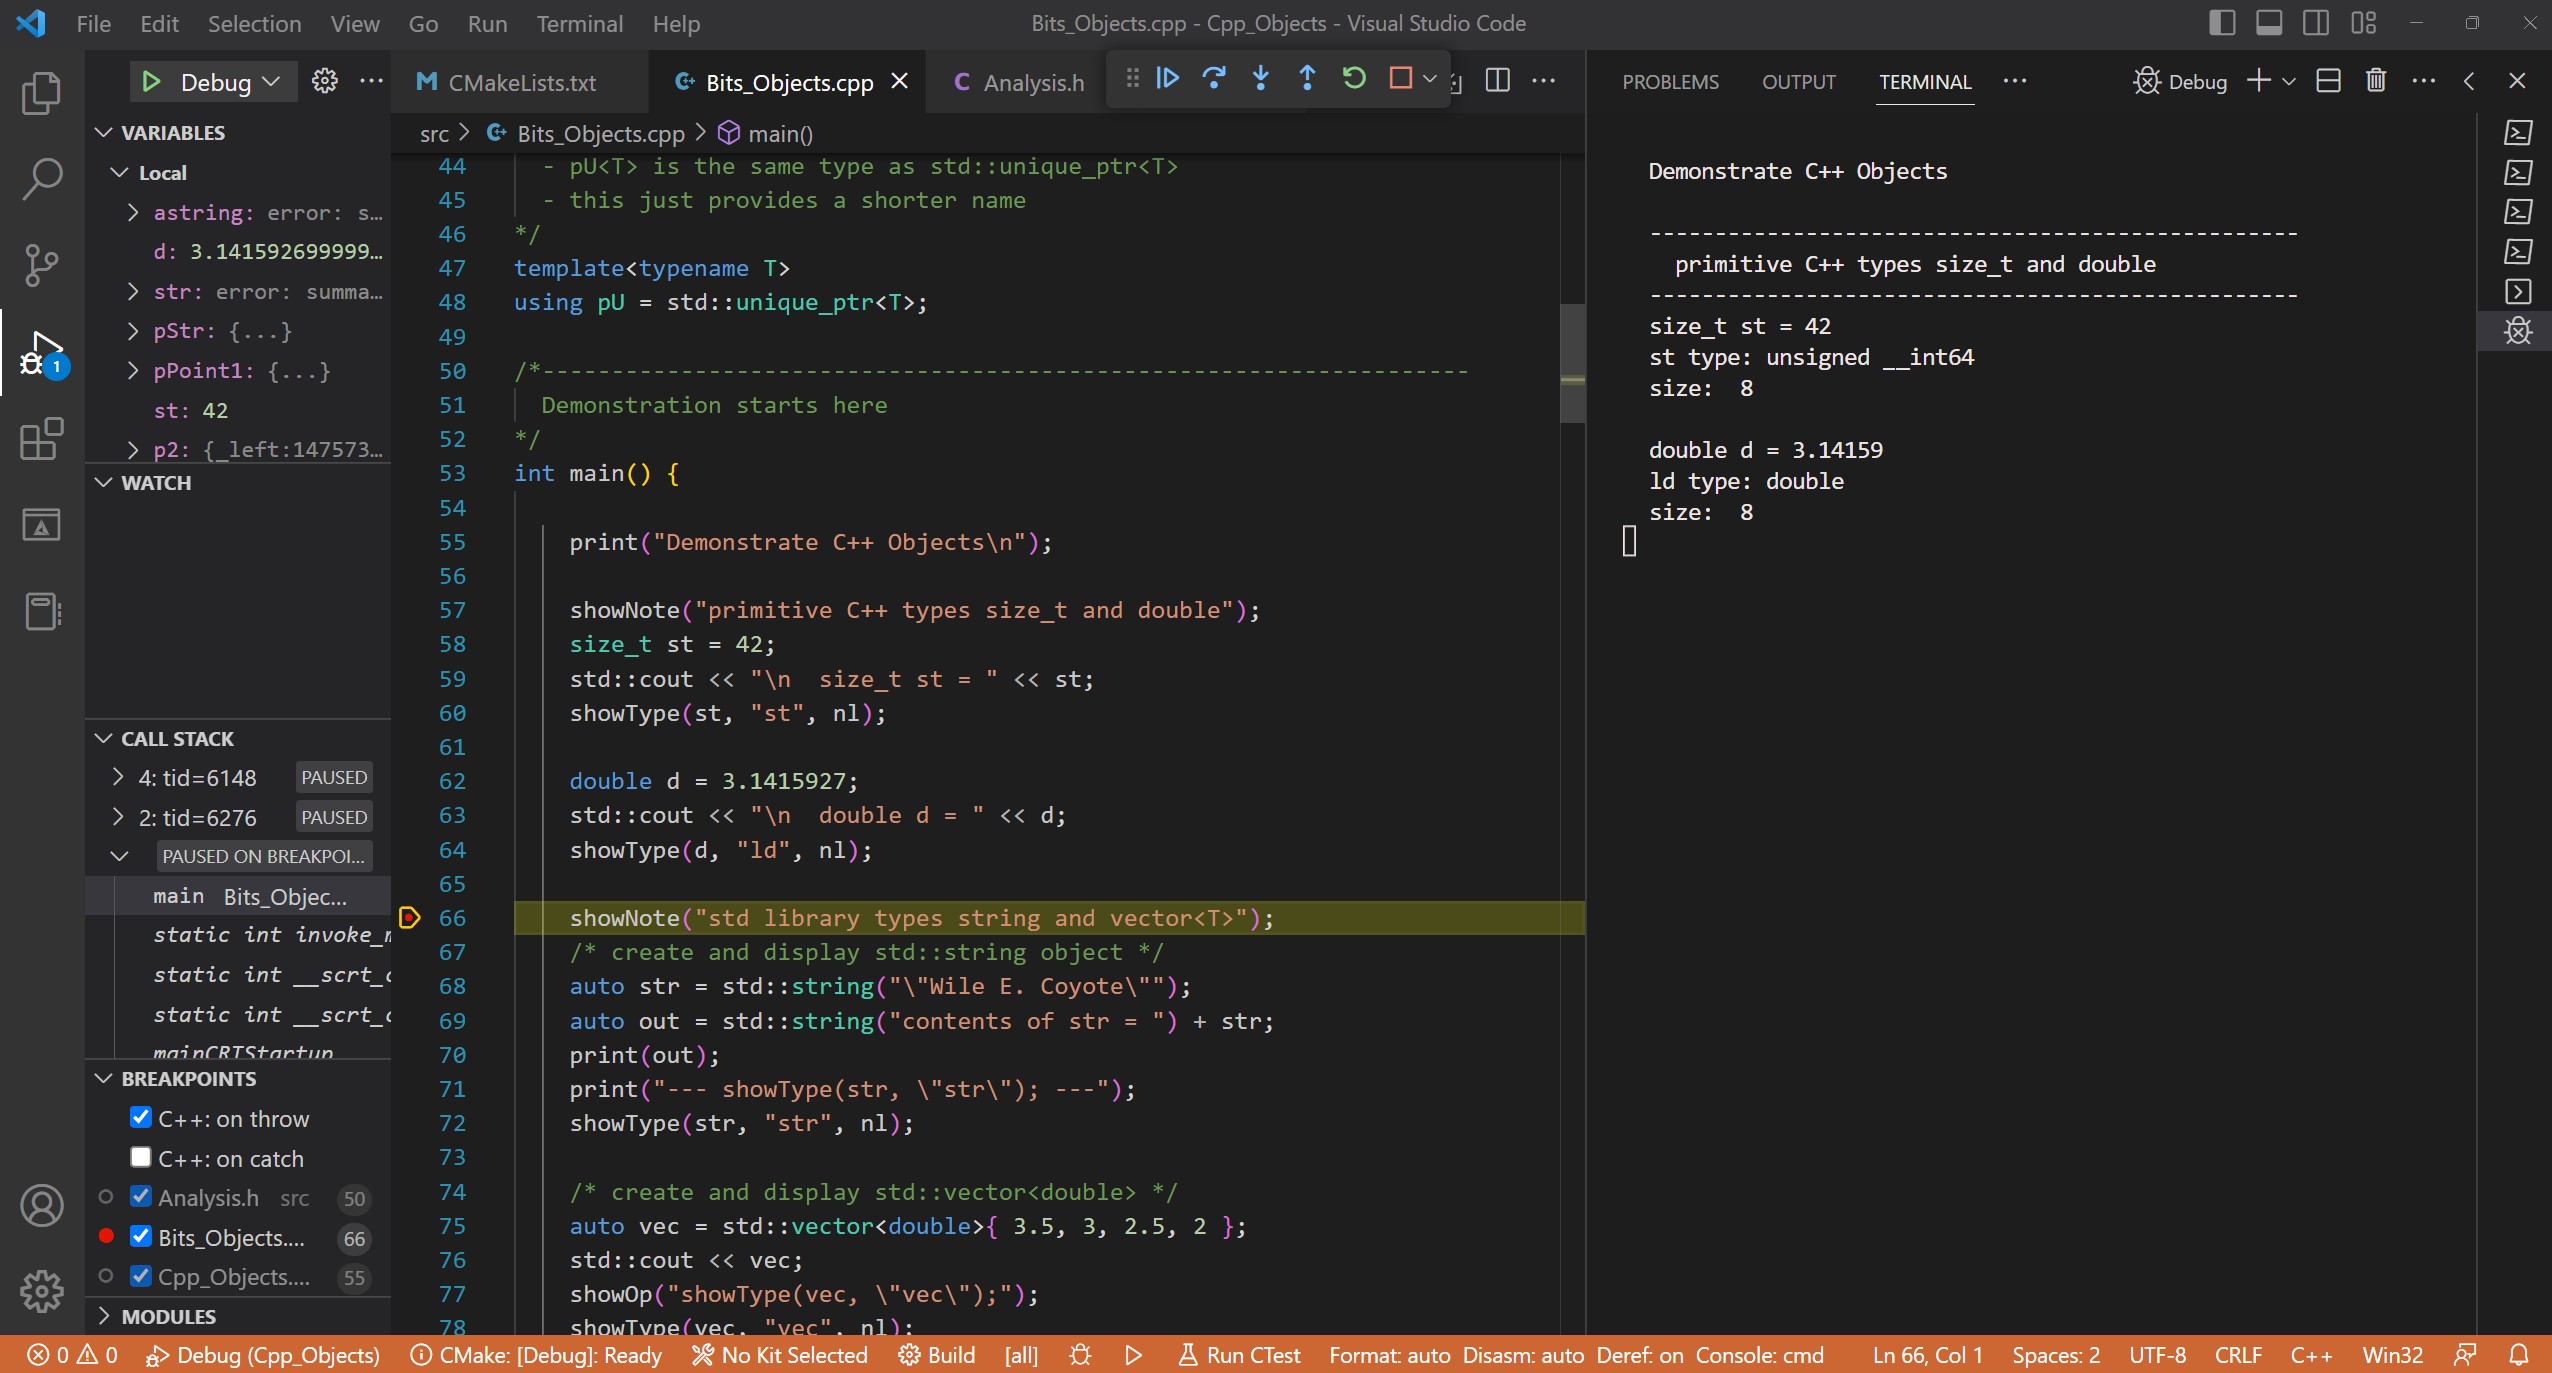 File Edit Selection View Go Run Terminal Help
Bits_Objects.cpp - Cpp_Objects - Visual Studio Code
Debug
VARIABLES
Local
astring: error: s...
d: 3.141592699999...
str: error: summa...
pStr: {...}
pPoint1: {...}
st: 42
p2: {_left:147573...
WATCH
CALL STACK
4: tid=6148 PAUSED
2: tid=6276 PAUSED
PAUSED ON BREAKPOI...
main Bits_Objec...
static int invoke_m
static int __scrt_c
static int __scrt_c
mainCRTStartup
BREAKPOINTS
C++: on throw
C++: on catch
Analysis.h src 50
Bits_Objects.... 66
Cpp_Objects.... 55
MODULES
CMakeLists.txt
Bits_Objects.cpp
Analysis.h
src > Bits_Objects.cpp > main()
44 - pU<T> is the same type as std::unique_ptr<T>
45 - this just provides a shorter name
46 */
47 template<typename T>
48 using pU = std::unique_ptr<T>;
49
50 /*-------------------------------------------------------------------
51 Demonstration starts here
52 */
53 int main() {
54
55 print("Demonstrate C++ Objects\n");
56
57 showNote("primitive C++ types size_t and double");
58 size_t st = 42;
59 std::cout << "\n  size_t st = " << st;
60 showType(st, "st", nl);
61
62 double d = 3.1415927;
63 std::cout << "\n  double d = " << d;
64 showType(d, "ld", nl);
65
66 showNote("std library types string and vector<T>");
67 /* create and display std::string object */
68 auto str = std::string("\"Wile E. Coyote\"");
69 auto out = std::string("contents of str = ") + str;
70 print(out);
71 print("--- showType(str, \"str\"); ---");
72 showType(str, "str", nl);
73
74 /* create and display std::vector<double> */
75 auto vec = std::vector<double>{ 3.5, 3, 2.5, 2 };
76 std::cout << vec;
77 showOp("showType(vec, \"vec\");");
78 showType(vec, "vec", nl);
PROBLEMS OUTPUT TERMINAL
Debug
Demonstrate C++ Objects
--------------------------------------------------
primitive C++ types size_t and double
--------------------------------------------------
size_t st = 42
st type: unsigned __int64
size:  8
double d = 3.14159
ld type: double
size:  8
1
0 0 Debug (Cpp_Objects) CMake: [Debug]: Ready No Kit Selected Build [all] Run CTest Format: auto Disasm: auto Deref: on Console: cmd Ln 66, Col 1 Spaces: 2 UTF-8 CRLF C++ Win32